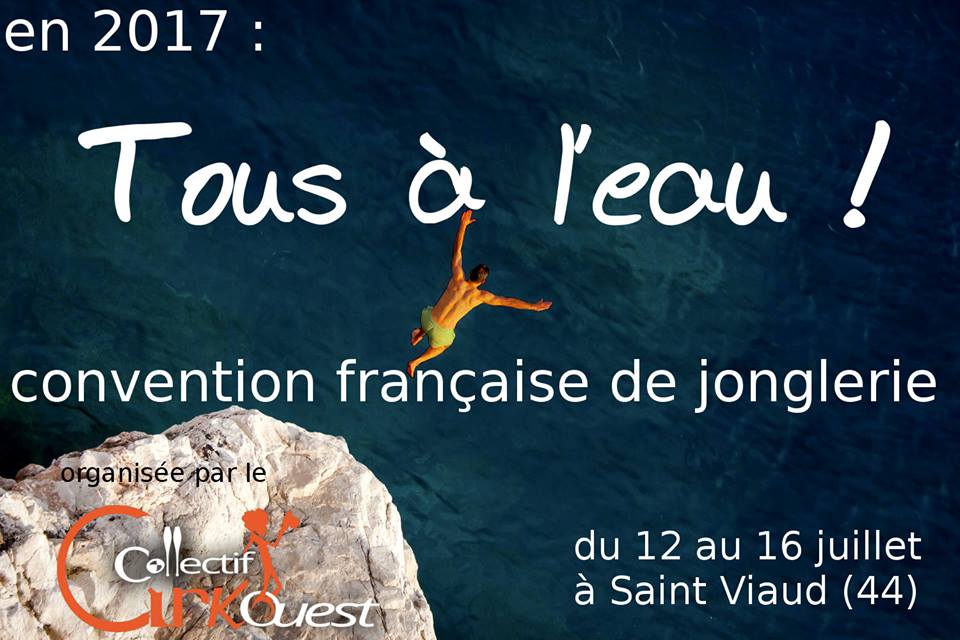 en 2017 :
Tous à l'eau !
convention française de jonglerie
organisée par le
Collectif
CirkOuest
du 12 au 16 juillet
à Saint Viaud (44)